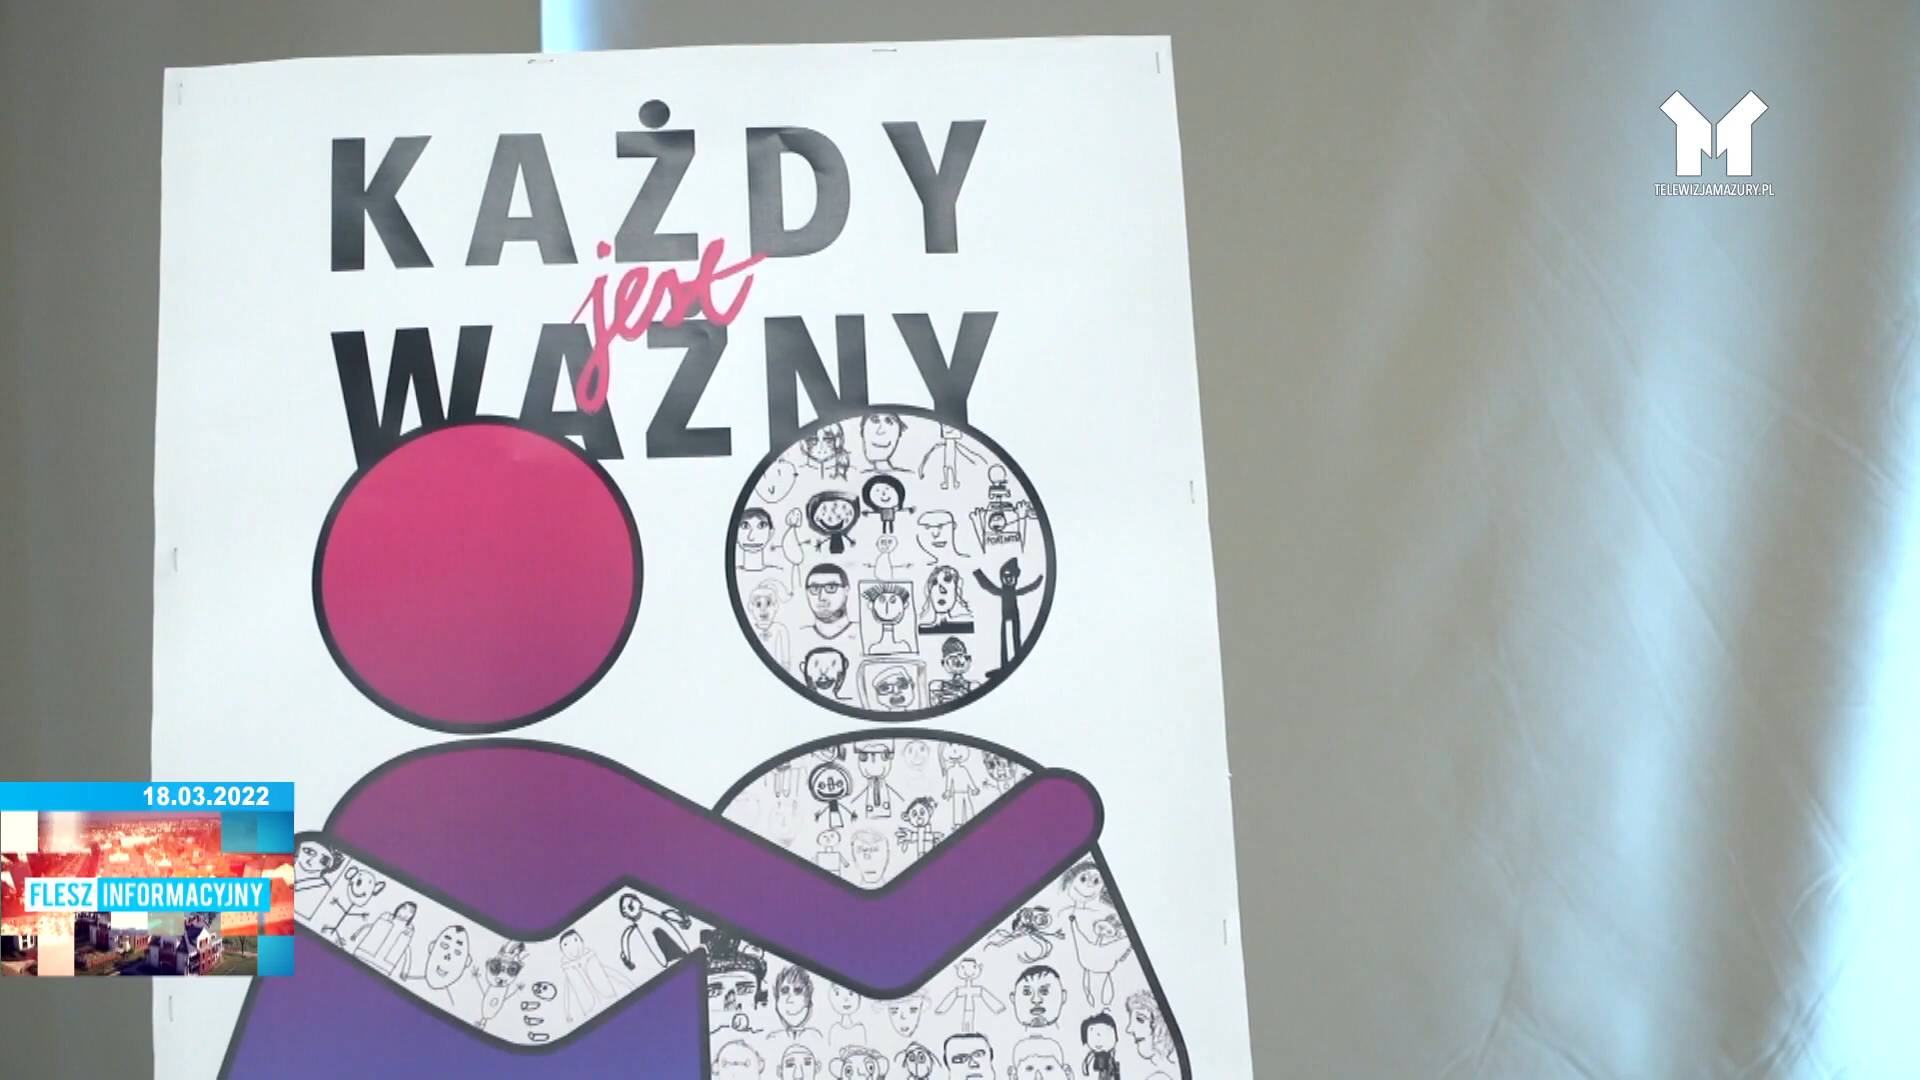 KAŻDY
jest
WAŻNY
TELEWIZJAMAZURY.PL
18.03.2022
FLESZ INFORMACYJNY